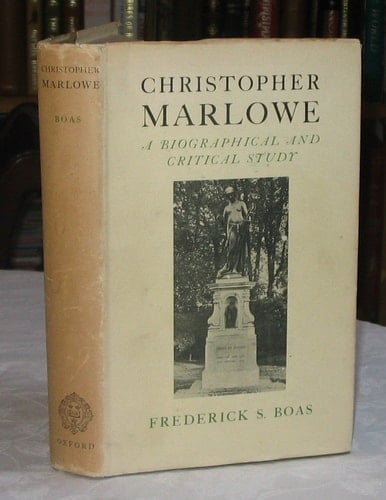 CHRISTOPHER
MARLOWE
BOAS
OXFORD
CHRISTOPHER
MARLOWE
A BIOGRAPHICAL AND
CRITICAL STUDY
FREDERICK S. BOAS